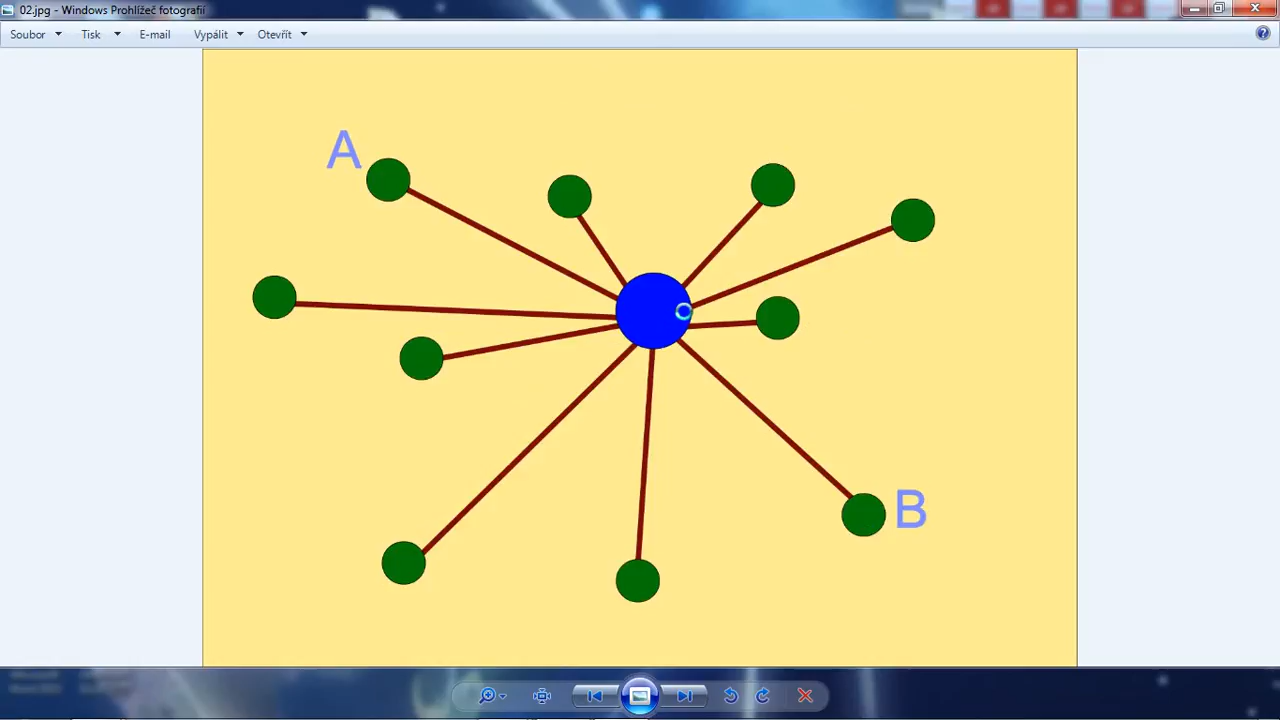 02.jpg - Windows Prohlížeč fotografií
Soubor Tisk E-mail Vypálit Otevřít
A
B